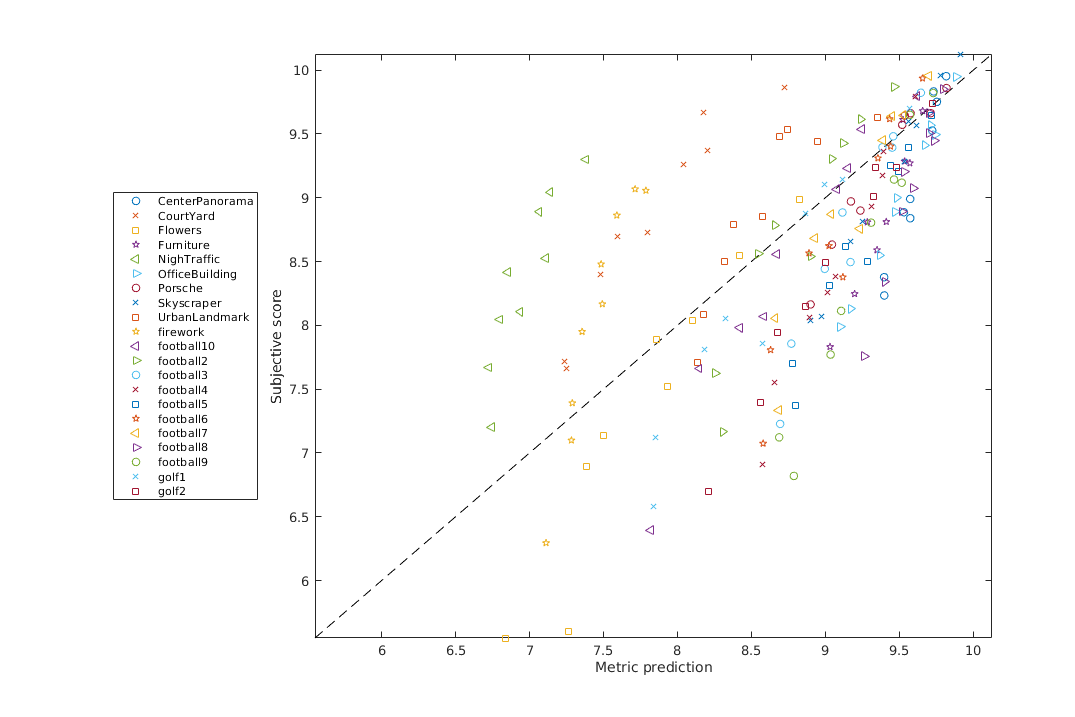 CenterPanorama
CourtYard
Flowers
Furniture
NighTraffic
OfficeBuilding
Porsche
Skyscraper
UrbanLandmark
firework
football10
football2
football3
football4
football5
football6
football7
football8
football9
golf1
golf2
Subjective score
10
9.5
9
8.5
8
7.5
7
6.5
6
6 6.5 7 7.5 8 8.5 9 9.5 10
Metric prediction